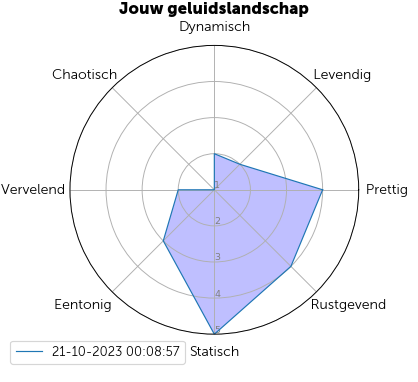 Jouw geluidslandschap
Dynamisch
Chaotisch
Levendig
Vervelend
Prettig
1
2
3
4
5
Eentonig
Rustgevend
21-10-2023 00:08:57
Statisch